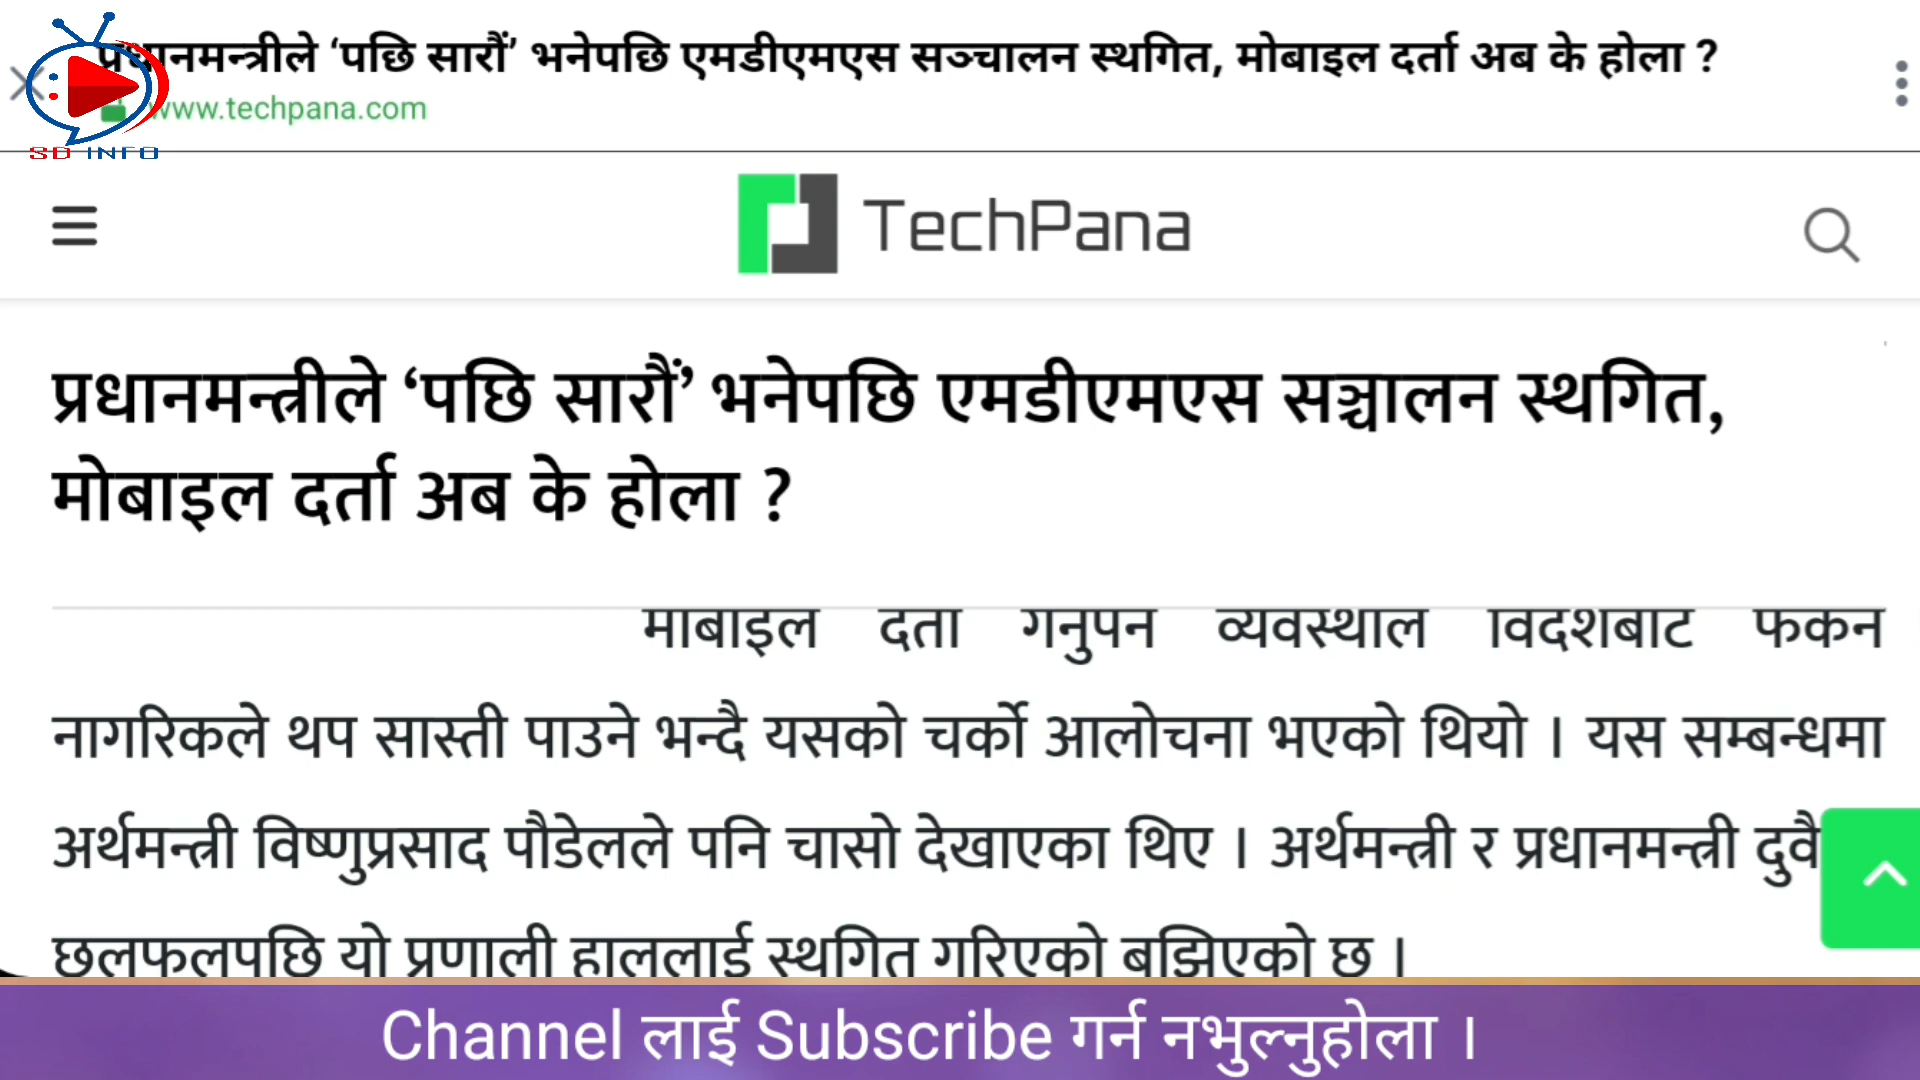 प्रधानमन्त्रीले ‘पछि सारौं’ भनेपछि एमडीएमएस सञ्चालन स्थगित, मोबाइल दर्ता अब के होला ?
www.techpana.com
SD INFO
TechPana
प्रधानमन्त्रीले ‘पछि सारौं’ भनेपछि एमडीएमएस सञ्चालन स्थगित,
मोबाइल दर्ता अब के होला ?
मोबाइल दर्ता गर्नुपर्ने व्यवस्थाले विदेशबाट फर्कने
नागरिकले थप सास्ती पाउने भन्दै यसको चर्को आलोचना भएको थियो । यस सम्बन्धमा
अर्थमन्त्री विष्णुप्रसाद पौडेलले पनि चासो देखाएका थिए । अर्थमन्त्री र प्रधानमन्त्री दुवै
छलफलपछि यो प्रणाली हाललाई स्थगित गरिएको बुझिएको छ ।
Channel लाई Subscribe गर्न नभुल्नुहोला ।